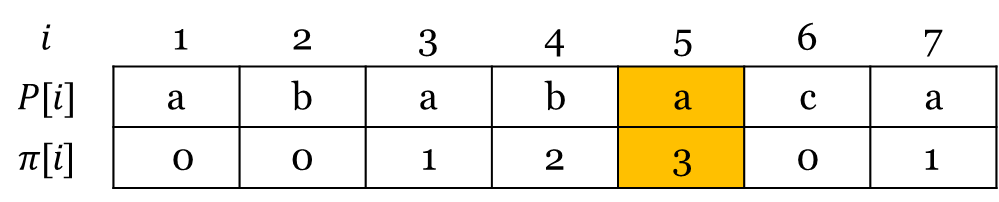 i 1 2 3 4 5 6 7
P[i] a b a b a c a
π[i] 0 0 1 2 3 0 1